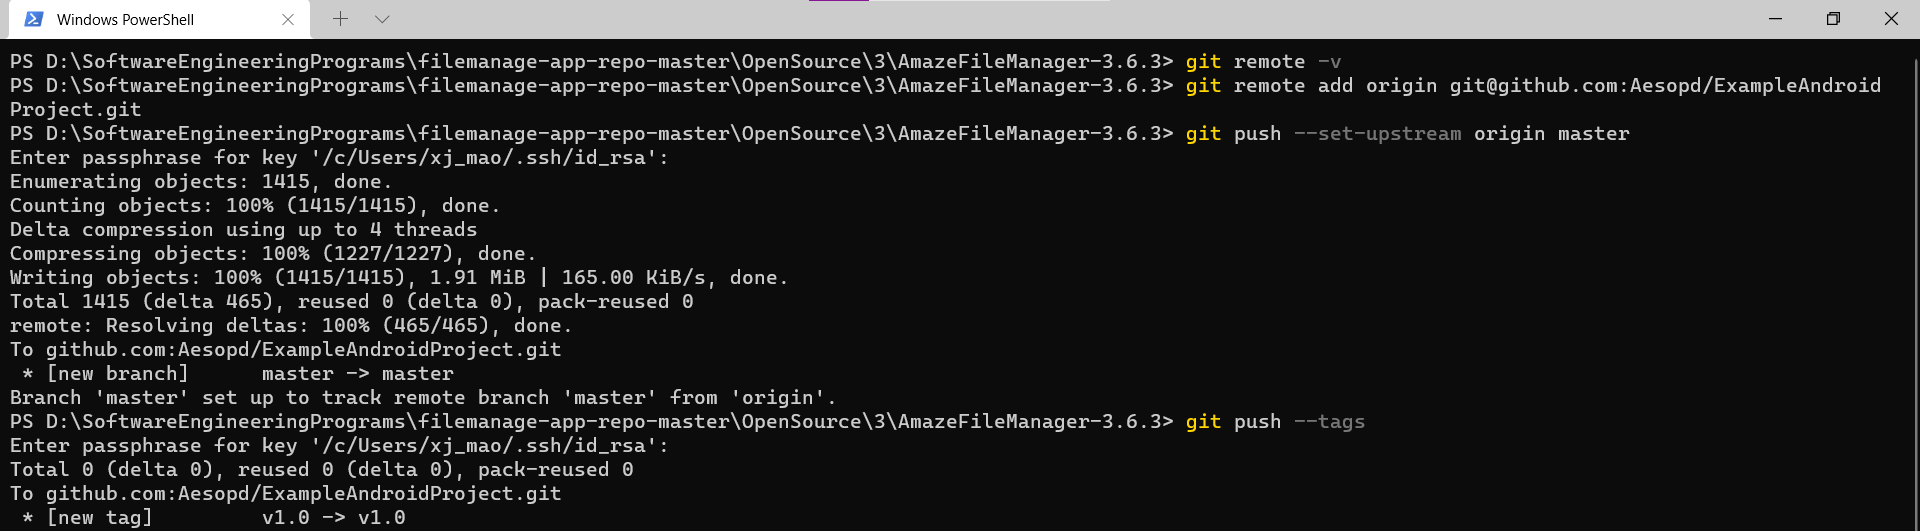 Windows PowerShell
PS D:\SoftwareEngineeringPrograms\filemanage-app-repo-master\OpenSource\3\AmazeFileManager-3.6.3> git remote -v
PS D:\SoftwareEngineeringPrograms\filemanage-app-repo-master\OpenSource\3\AmazeFileManager-3.6.3> git remote add origin git@github.com:Aesopd/ExampleAndroid
Project.git
PS D:\SoftwareEngineeringPrograms\filemanage-app-repo-master\OpenSource\3\AmazeFileManager-3.6.3> git push --set-upstream origin master
Enter passphrase for key '/c/Users/xj_mao/.ssh/id_rsa':
Enumerating objects: 1415, done.
Counting objects: 100% (1415/1415), done.
Delta compression using up to 4 threads
Compressing objects: 100% (1227/1227), done.
Writing objects: 100% (1415/1415), 1.91 MiB | 165.00 KiB/s, done.
Total 1415 (delta 465), reused 0 (delta 0), pack-reused 0
remote: Resolving deltas: 100% (465/465), done.
To github.com:Aesopd/ExampleAndroidProject.git
 * [new branch]      master -> master
Branch 'master' set up to track remote branch 'master' from 'origin'.
PS D:\SoftwareEngineeringPrograms\filemanage-app-repo-master\OpenSource\3\AmazeFileManager-3.6.3> git push --tags
Enter passphrase for key '/c/Users/xj_mao/.ssh/id_rsa':
Total 0 (delta 0), reused 0 (delta 0), pack-reused 0
To github.com:Aesopd/ExampleAndroidProject.git
 * [new tag]         v1.0 -> v1.0